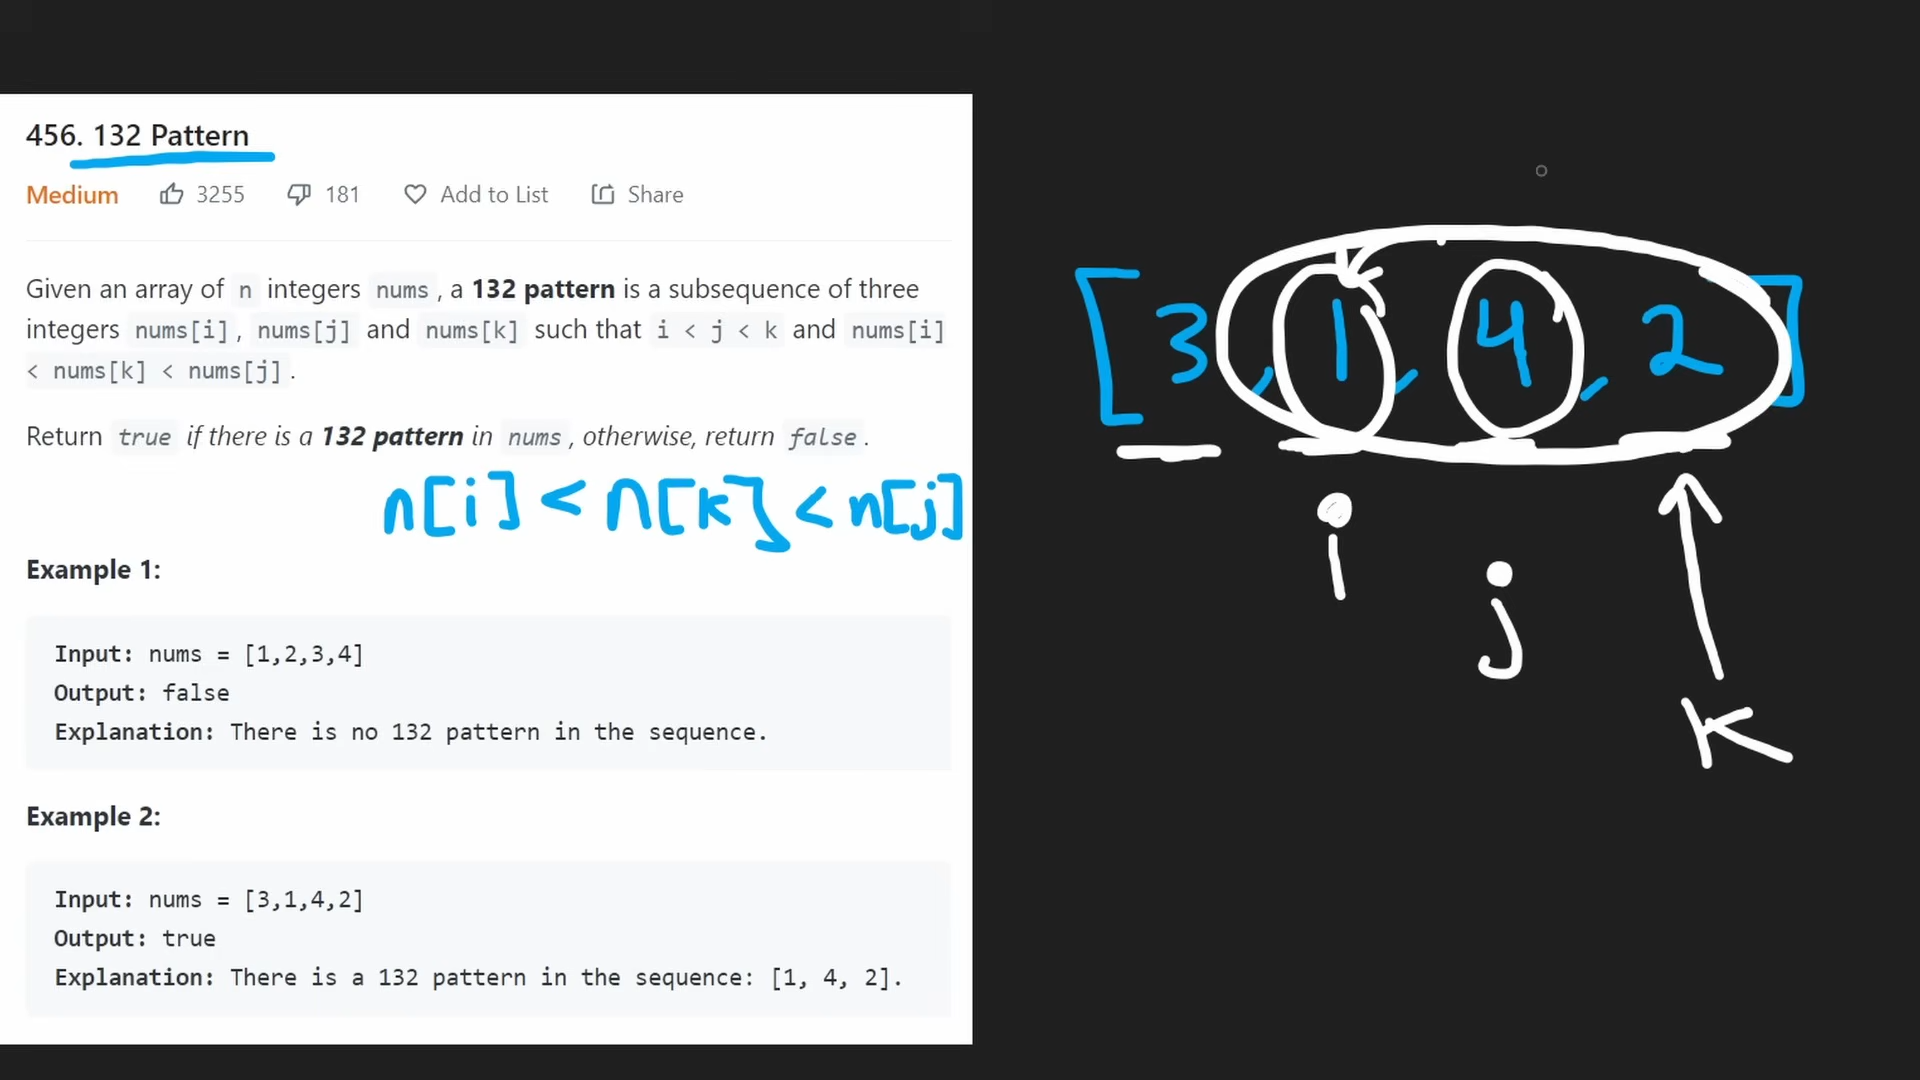 456. 132 Pattern
Medium 3255 181 Add to List Share
Given an array of n integers nums, a 132 pattern is a subsequence of three
integers nums[i], nums[j] and nums[k] such that i < j < k and nums[i]
< nums[k] < nums[j].
Return true if there is a 132 pattern in nums, otherwise, return false.
n[i] < n[k] < n[j]
Example 1:
Input: nums = [1,2,3,4]
Output: false
Explanation: There is no 132 pattern in the sequence.
Example 2:
Input: nums = [3,1,4,2]
Output: true
Explanation: There is a 132 pattern in the sequence: [1, 4, 2].
[3, 1, 4, 2]
i
j
k